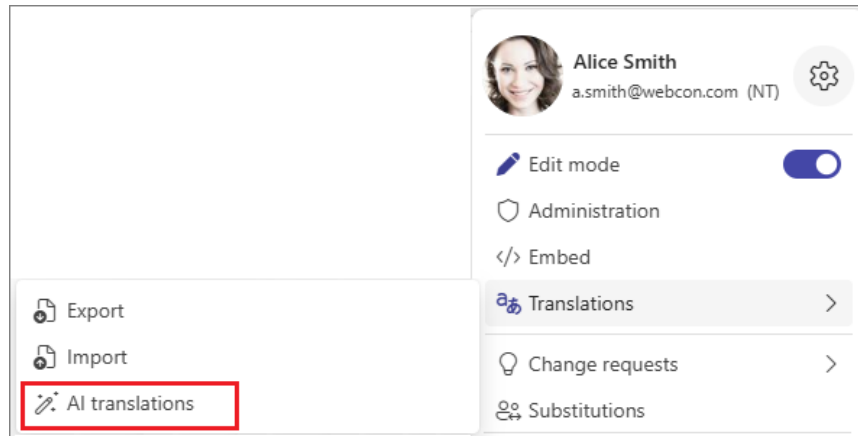 Alice Smith
a.smith@webcon.com (NT)
Edit mode
Administration
</> Embed
Translations
Change requests
Substitutions
Export
Import
AI translations